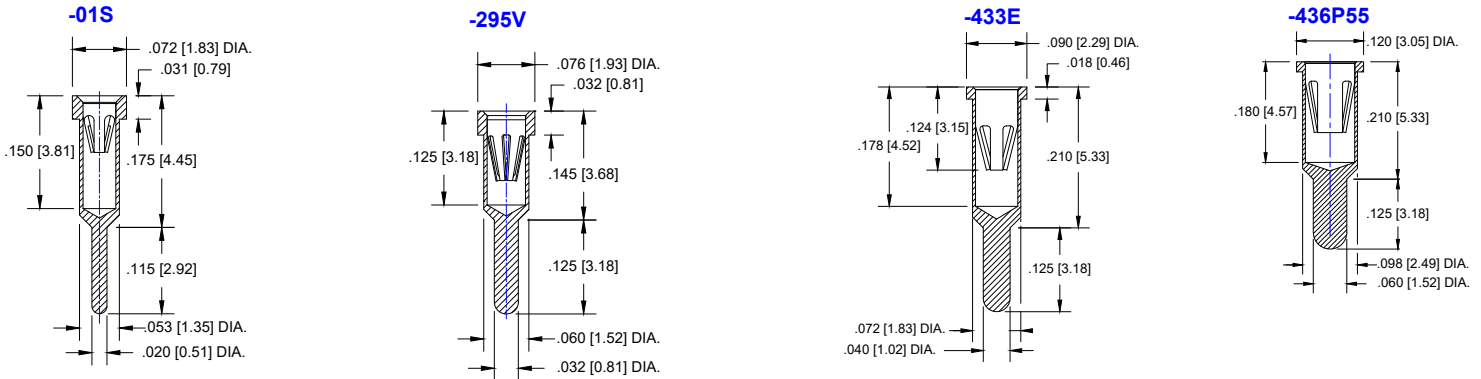 -01S
.072 [1.83] DIA.
.031 [0.79]
.150 [3.81]
.175 [4.45]
.115 [2.92]
.053 [1.35] DIA.
.020 [0.51] DIA.
-295V
.076 [1.93] DIA.
.032 [0.81]
.125 [3.18]
.145 [3.68]
.125 [3.18]
.060 [1.52] DIA.
.032 [0.81] DIA.
-433E
.090 [2.29] DIA.
.018 [0.46]
.124 [3.15]
.178 [4.52]
.210 [5.33]
.125 [3.18]
.072 [1.83] DIA.
.040 [1.02] DIA.
-436P55
.120 [3.05] DIA.
.180 [4.57]
.210 [5.33]
.125 [3.18]
.098 [2.49] DIA.
.060 [1.52] DIA.